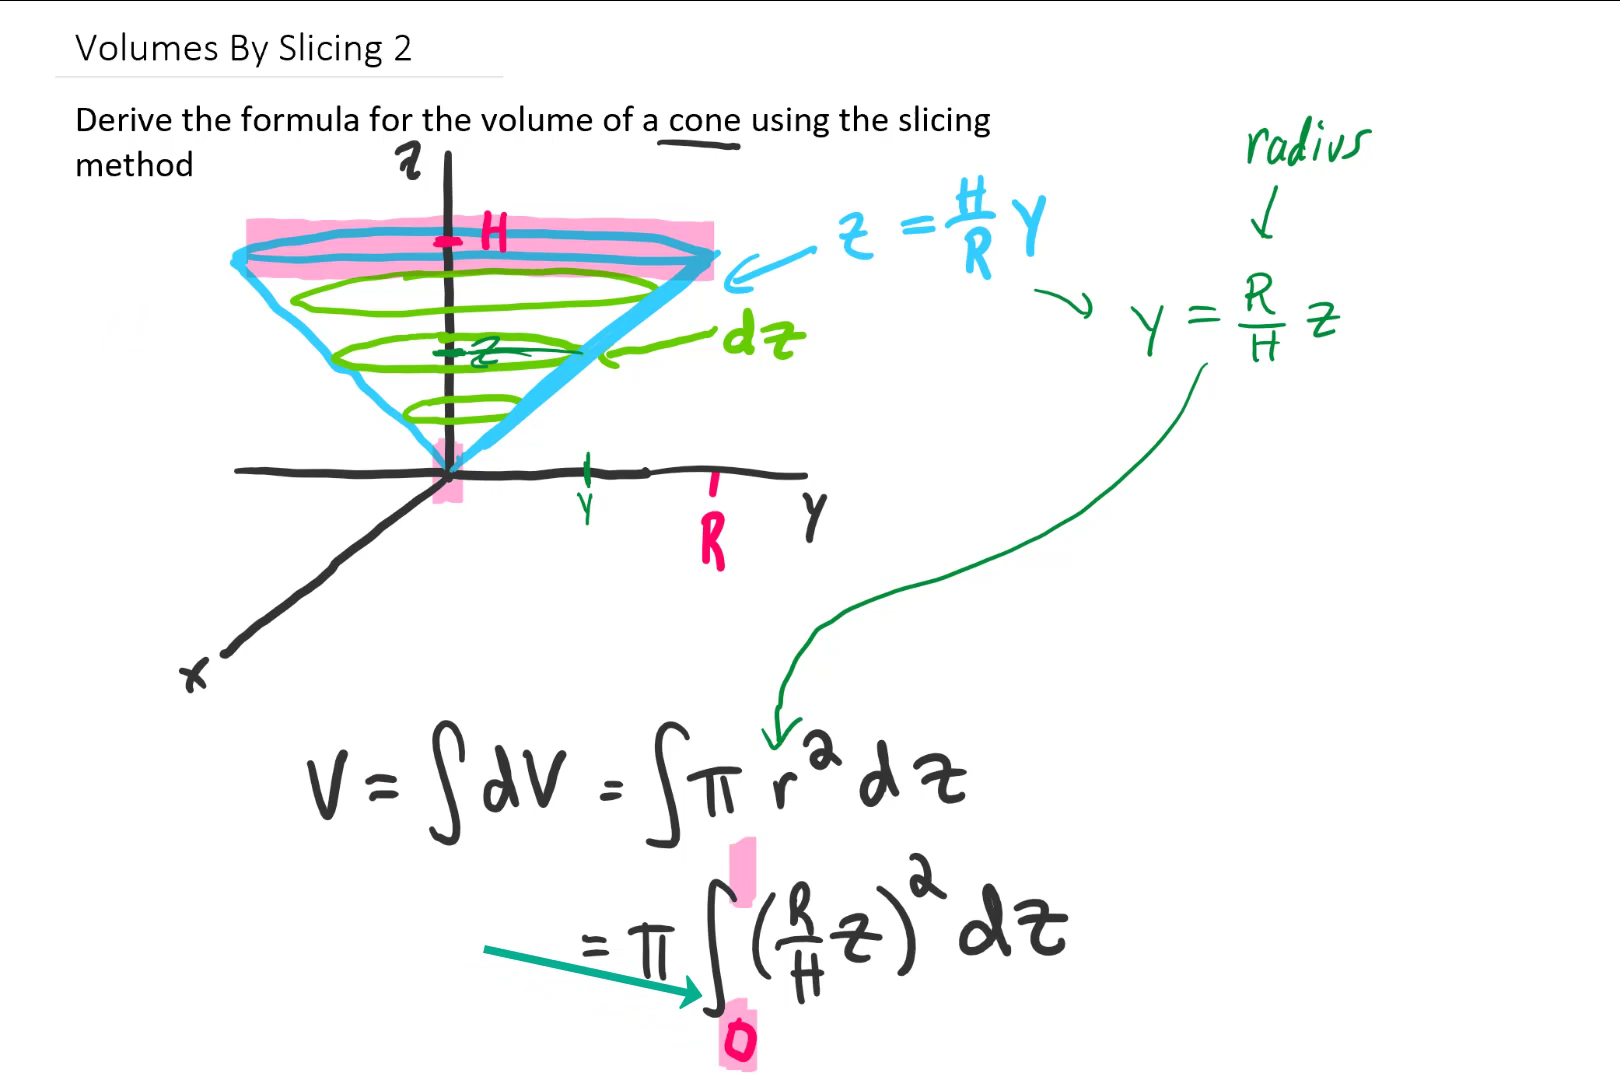 Volumes By Slicing 2
Derive the formula for the volume of a cone using the slicing
method
radius
z
H
z = H/R y
y = R/H z
dz
z
y
R
y
x
V = ∫dV = ∫π r² dz
= π ∫₀ (R/H z)² dz